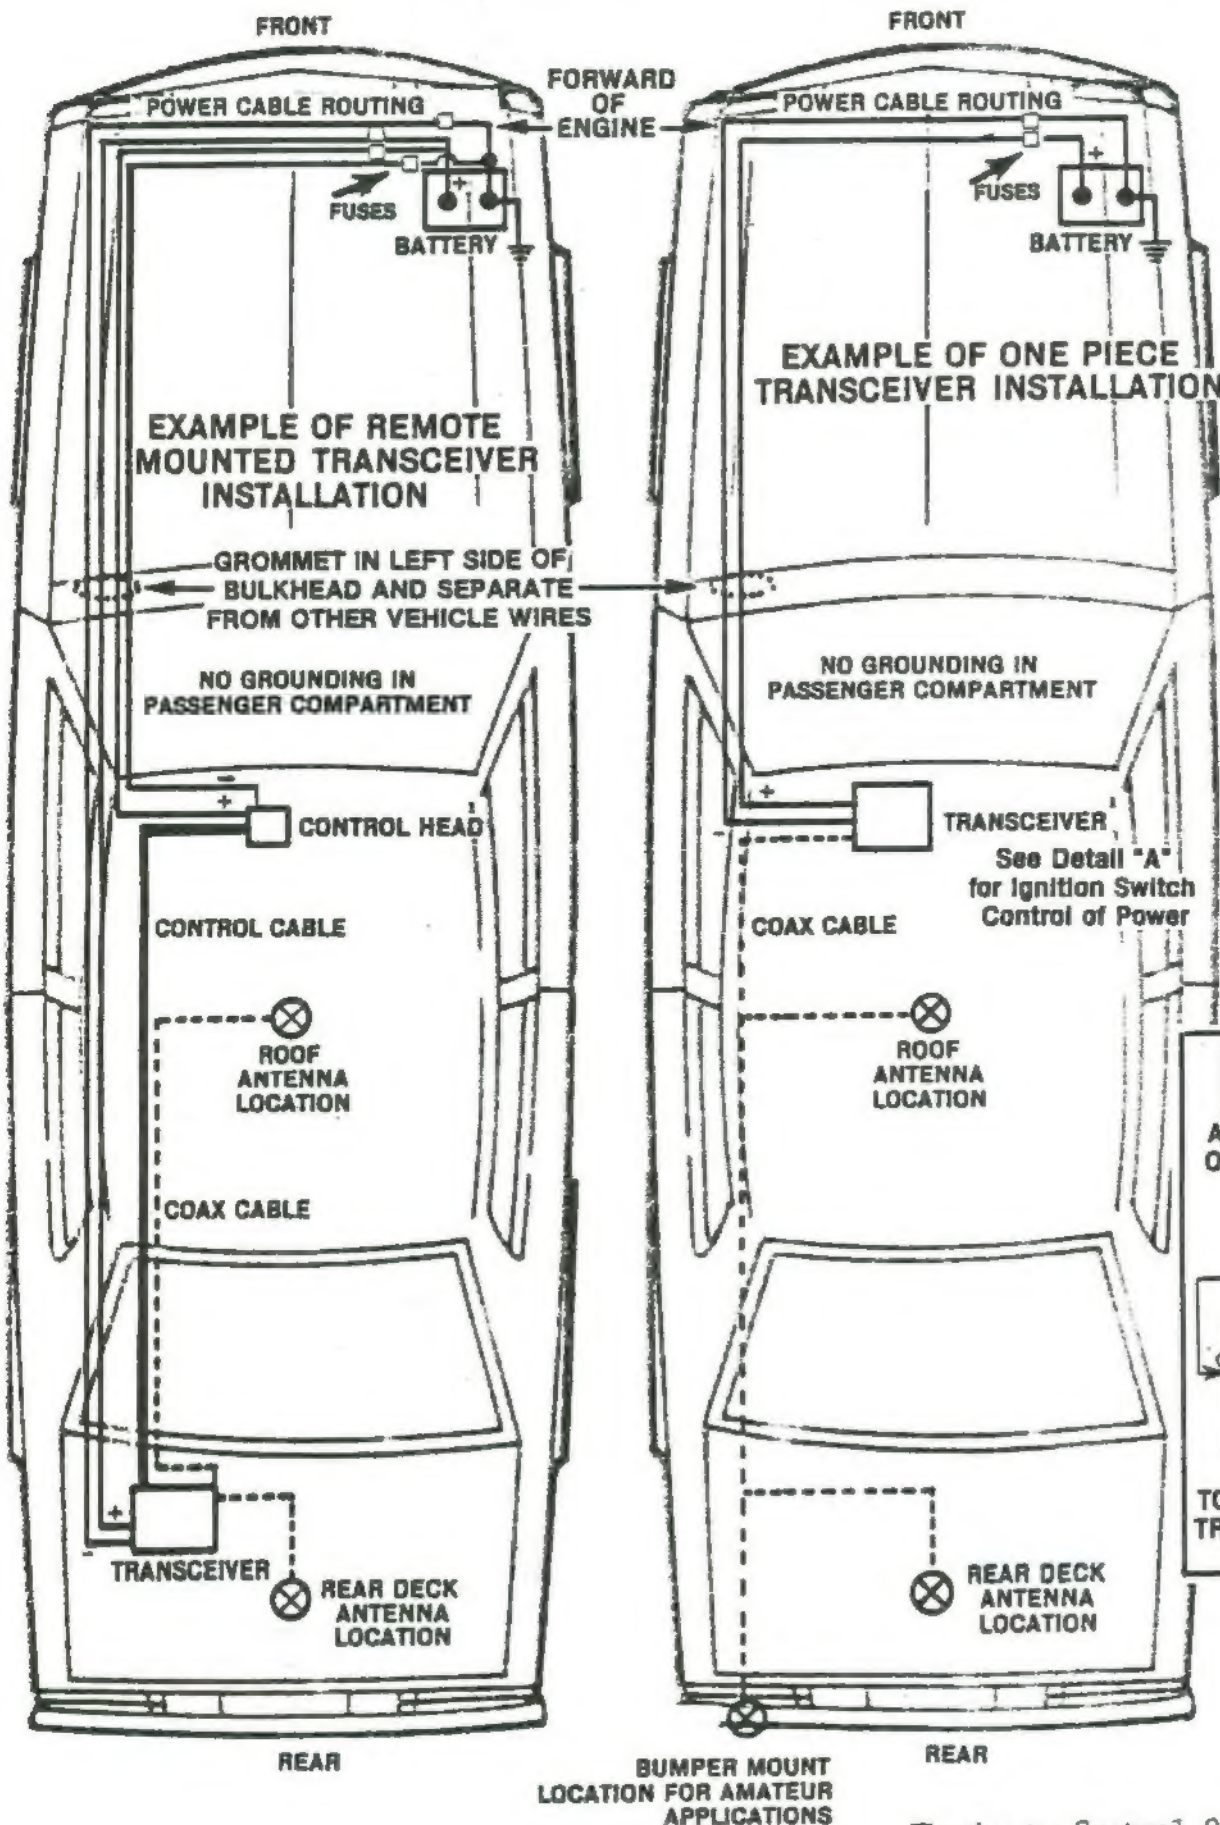 FRONT
POWER CABLE ROUTING
FORWARD
OF
ENGINE
FUSES
+
BATTERY
EXAMPLE OF REMOTE
MOUNTED TRANSCEIVER
INSTALLATION
GROMMET IN LEFT SIDE OF
BULKHEAD AND SEPARATE
FROM OTHER VEHICLE WIRES
NO GROUNDING IN
PASSENGER COMPARTMENT
-
+
CONTROL HEAD
CONTROL CABLE
ROOF
ANTENNA
LOCATION
COAX CABLE
+
-
TRANSCEIVER
REAR DECK
ANTENNA
LOCATION
REAR
FRONT
POWER CABLE ROUTING
FUSES
+
BATTERY
EXAMPLE OF ONE PIECE
TRANSCEIVER INSTALLATION
NO GROUNDING IN
PASSENGER COMPARTMENT
+
-
TRANSCEIVER
See Detail "A"
for Ignition Switch
Control of Power
COAX CABLE
ROOF
ANTENNA
LOCATION
REAR DECK
ANTENNA
LOCATION
REAR
BUMPER MOUNT
LOCATION FOR AMATEUR
APPLICATIONS